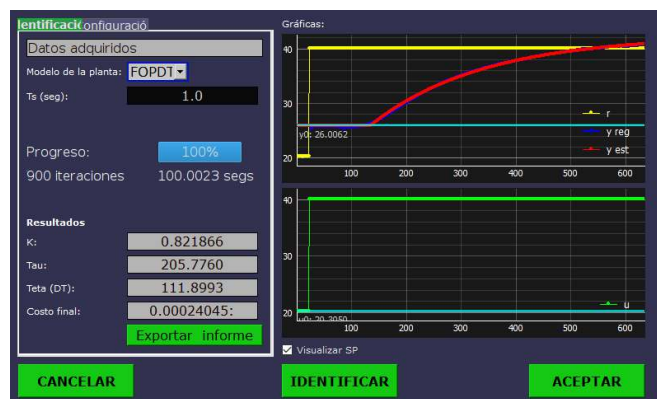 lentificaciconfiguració
Datos adquiridos
Modelo de la planta: FOPDT
Ts (seg): 1.0
Progreso: 100%
900 iteraciones 100.0023 segs
Resultados
K: 0.821866
Tau: 205.7760
Teta (DT): 111.8993
Costo final: 0.00024045:
Exportar informe
CANCELAR
Gráficas:
40
30
20
y0: 26.0062
r
y reg
y est
100 200 300 400 500 600
40
30
20
u0: 20.3050
u
100 200 300 400 500 600
Visualizar SP
IDENTIFICAR
ACEPTAR